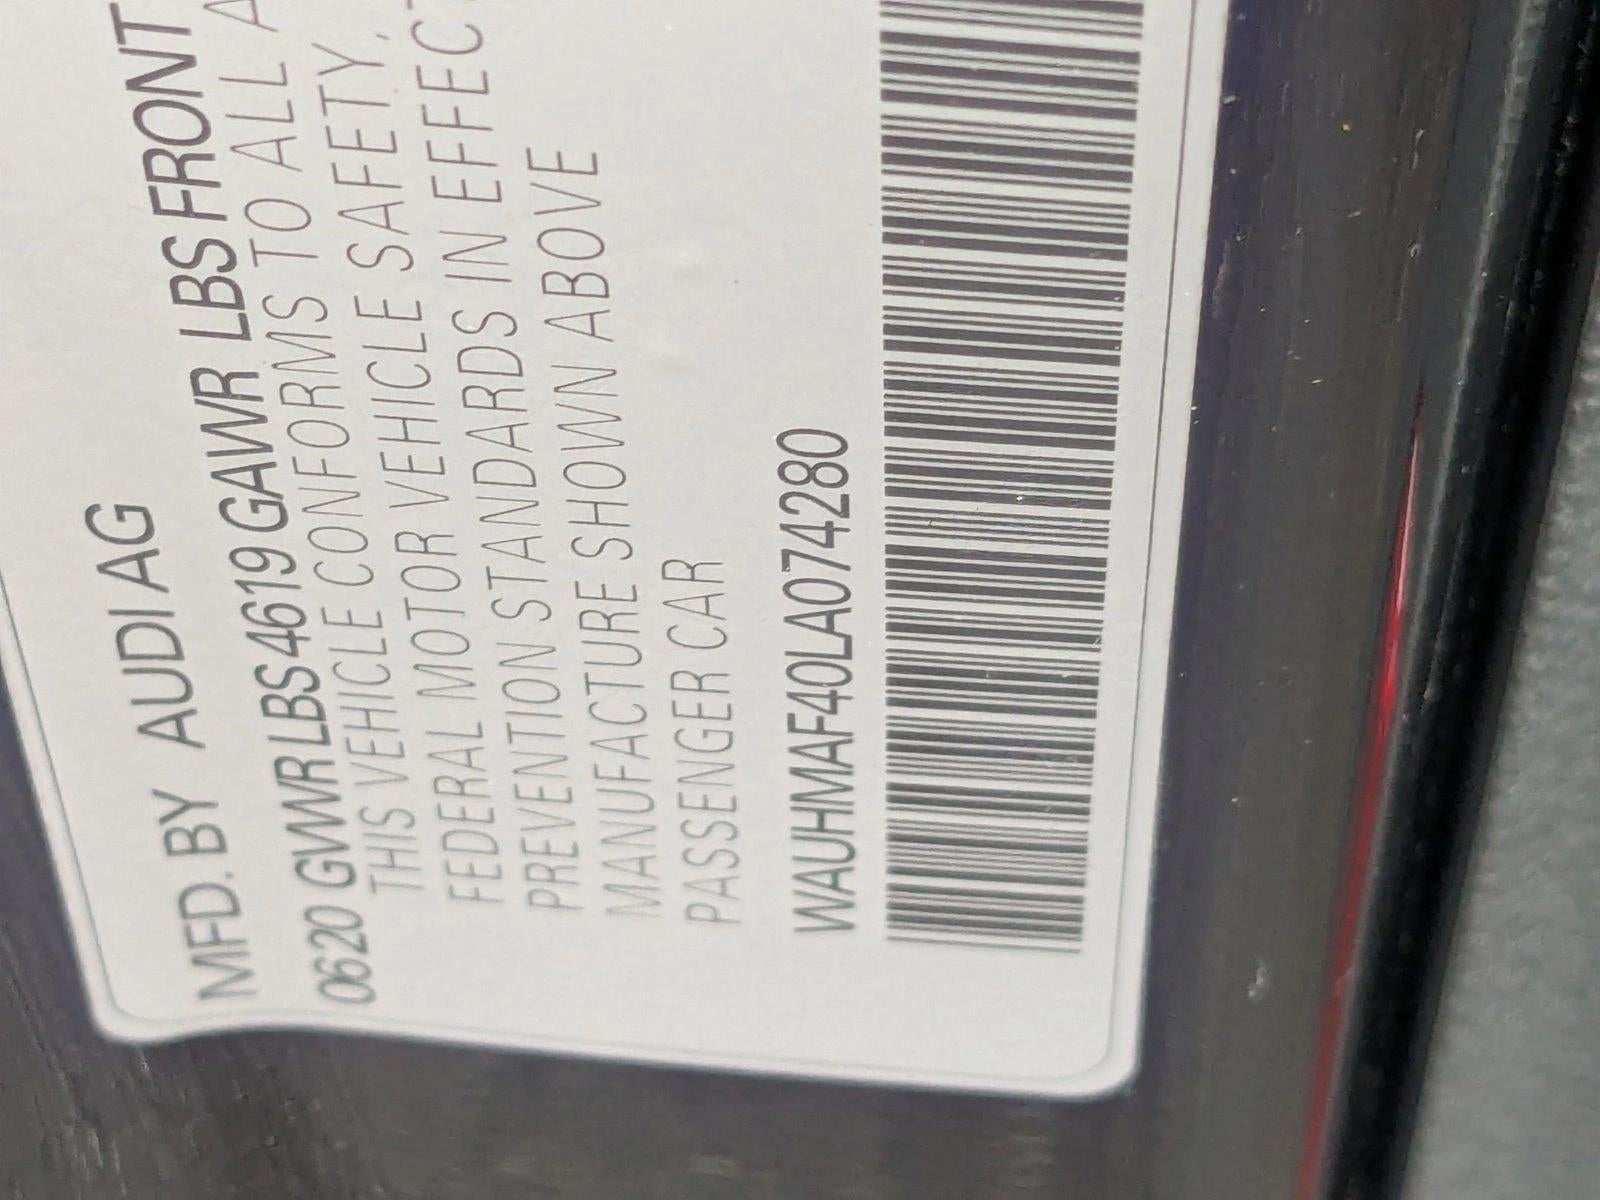 MFD. BY AUDI AG
0620 GVWR LBS 4619 GAWR LBS FRONT
THIS VEHICLE CONFORMS TO ALL A
FEDERAL MOTOR VEHICLE SAFETY,
PREVENTION STANDARDS IN EFFECT
MANUFACTURE SHOWN ABOVE
PASSENGER CAR
WAUHMAF40LA074280